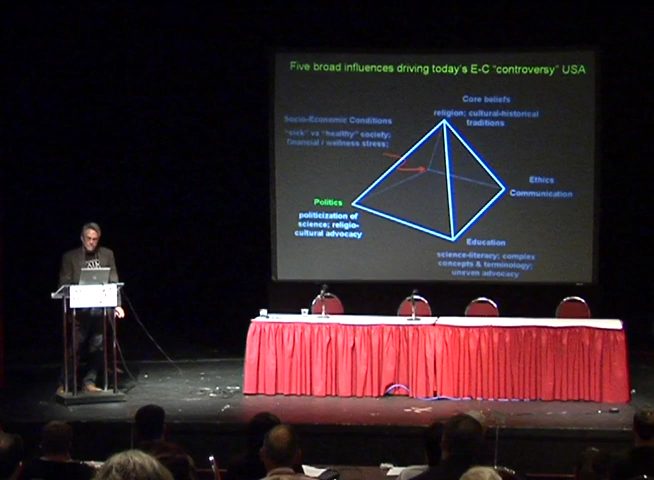 Five broad influences driving today's E-C "controversy" USA
Core beliefs
religion; cultural-historical
traditions
Socio-Economic Conditions
"sick" vs "healthy" society;
financial / wellness stress;
Ethics
Communication
Politics
politicization of
science; religio-
cultural advocacy
Education
science-literacy; complex
concepts & terminology;
uneven advocacy